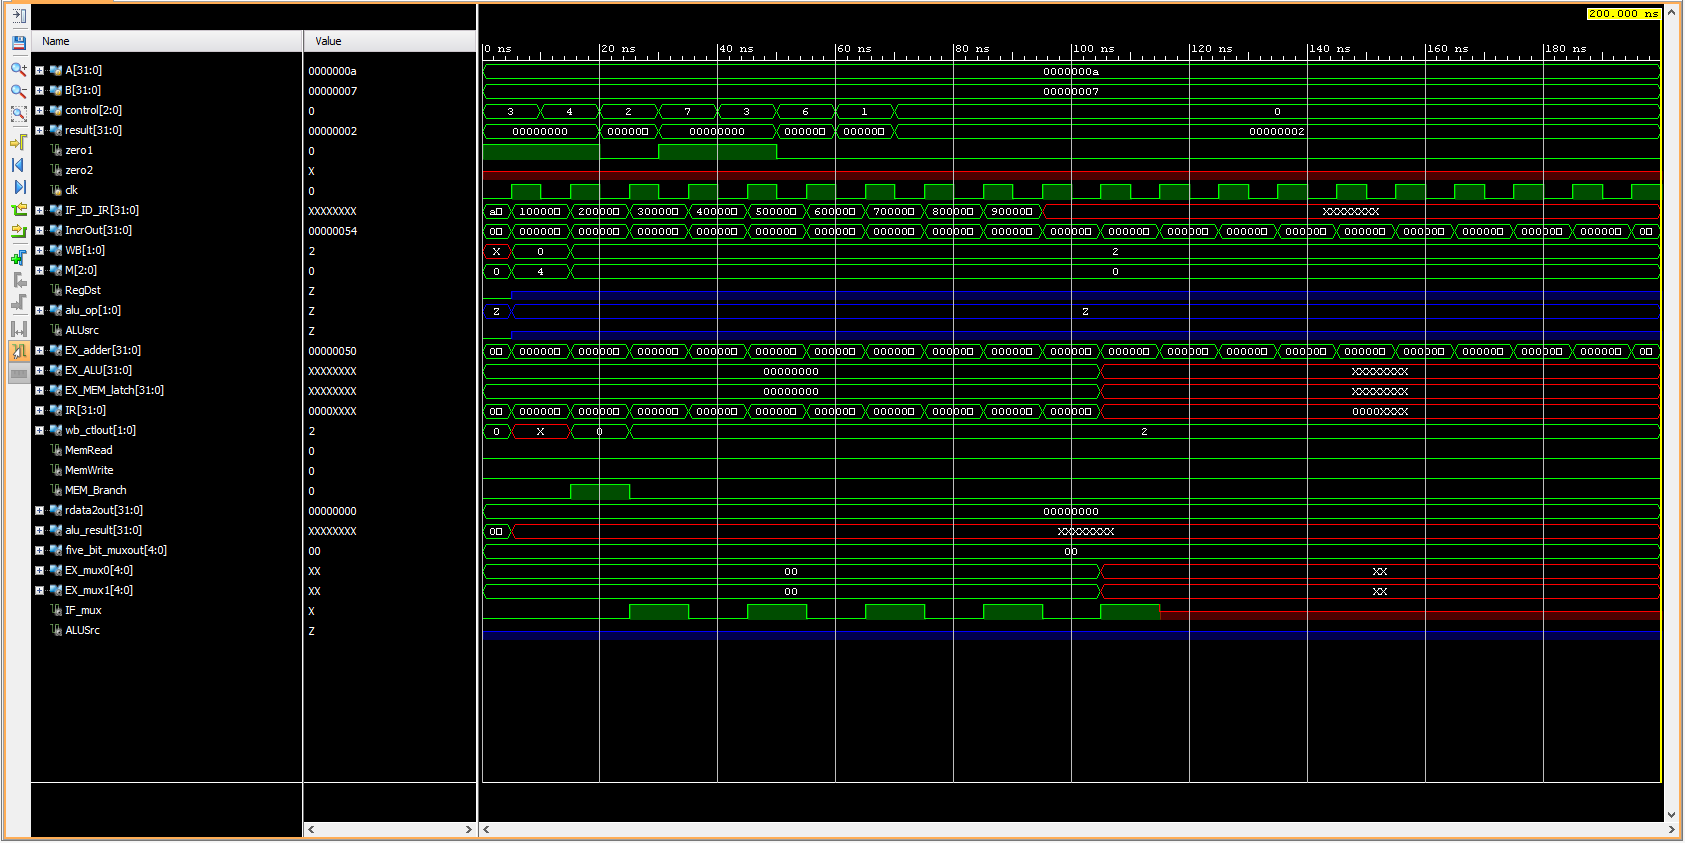 200.000 ns
Name Value
0 ns 20 ns 40 ns 60 ns 80 ns 100 ns 120 ns 140 ns 160 ns 180 ns
A[31:0] 0000000a 0000000a
B[31:0] 00000007 00000007
control[2:0] 0 3 4 2 7 3 6 1 0
result[31:0] 00000002 00000000 000000 00000000 000000 000000 00000002
zero1 0
zero2 X
clk 0
IF_ID_IR[31:0] XXXXXXXX a 100000 200000 300000 400000 500000 600000 700000 800000 900000 XXXXXXXX
IncrOut[31:0] 00000054 0 000000 000000 000000 000000 000000 000000 000000 000000 000000 000000 000000 000000 000000 000000 000000 000000 000000 000000 000000 0
WB[1:0] 2 X 0 2
M[2:0] 0 0 4 0
RegDst Z
alu_op[1:0] Z Z Z
ALUsrc Z
EX_adder[31:0] 00000050 0 000000 000000 000000 000000 000000 000000 000000 000000 000000 000000 000000 000000 000000 000000 000000 000000 000000 000000 000000 0
EX_ALU[31:0] XXXXXXXX 00000000 XXXXXXXX
EX_MEM_latch[31:0] XXXXXXXX 00000000 XXXXXXXX
IR[31:0] 0000XXXX 0 000000 000000 000000 000000 000000 000000 000000 000000 000000 000000 0000XXXX
wb_ctlout[1:0] 2 0 X 0 2
MemRead 0
MemWrite 0
MEM_Branch 0
rdata2out[31:0] 00000000 00000000
alu_result[31:0] XXXXXXXX 0 XXXXXXXX
five_bit_muxout[4:0] 00 00
EX_mux0[4:0] XX 00 XX
EX_mux1[4:0] XX 00 XX
IF_mux X
ALUSrc Z